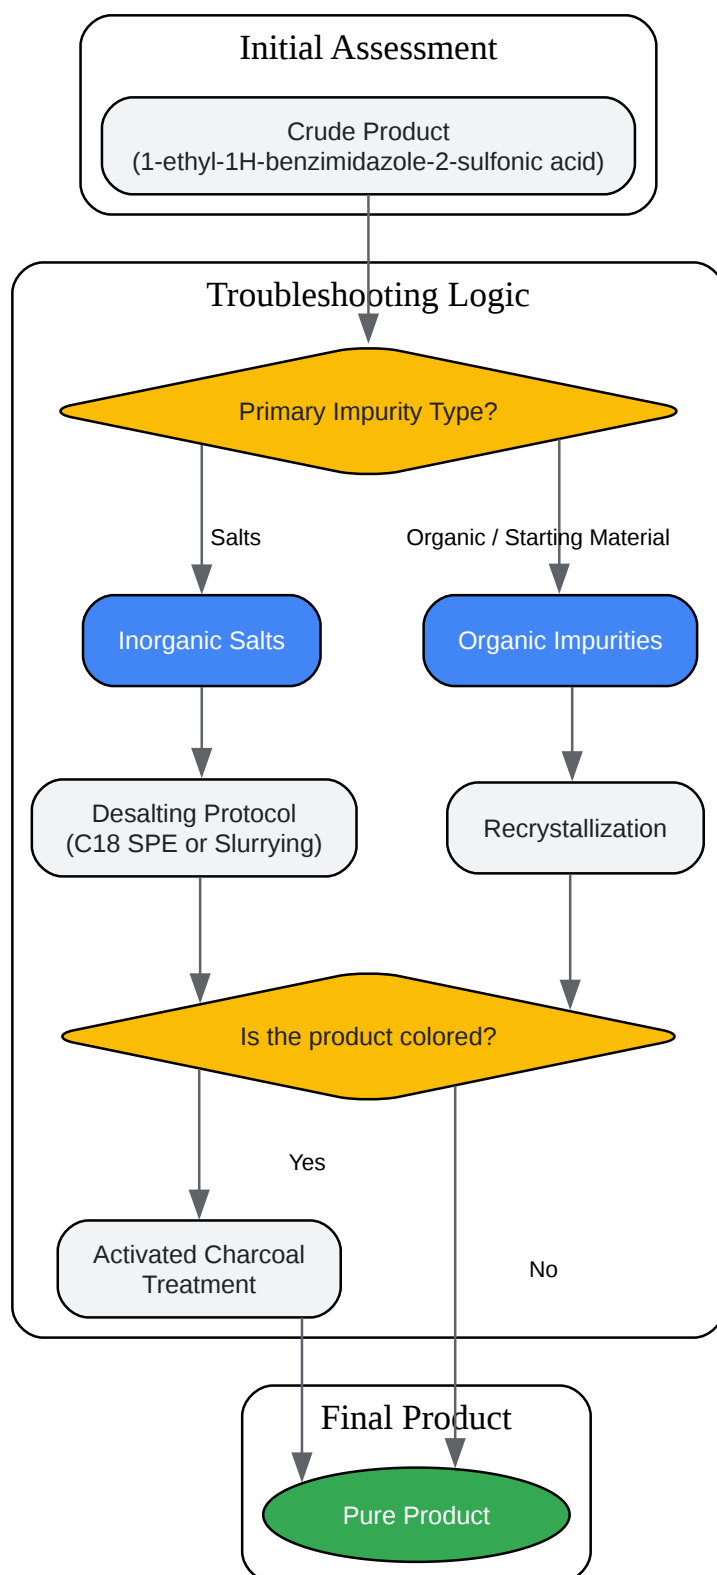 Initial Assessment
Crude Product
(1-ethyl-1H-benzimidazole-2-sulfonic acid)
Troubleshooting Logic
Primary Impurity Type?
Salts
Organic / Starting Material
Inorganic Salts
Organic Impurities
Desalting Protocol
(C18 SPE or Slurrying)
Recrystallization
Is the product colored?
Yes
Activated Charcoal
Treatment
No
Final Product
Pure Product